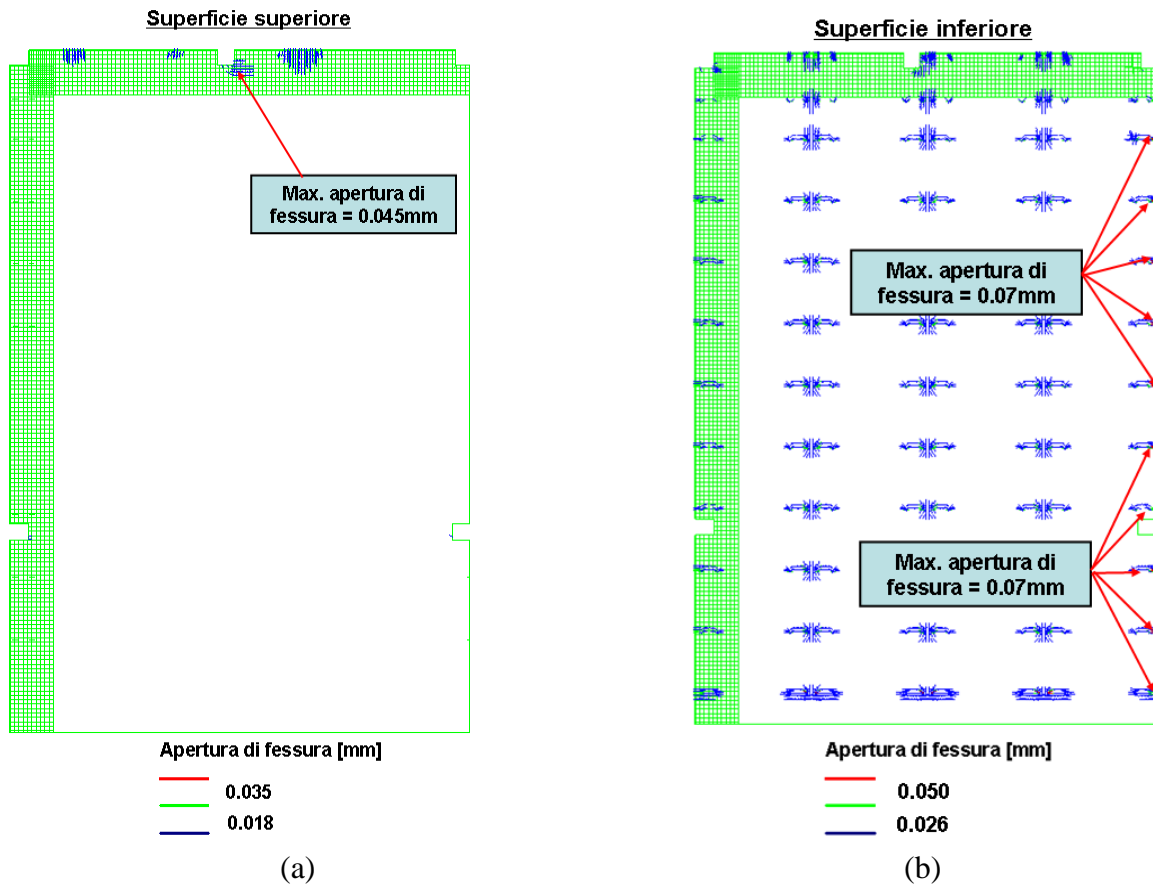 Superficie superiore
Max. apertura di
fessura = 0.045mm
Apertura di fessura [mm]
0.035
0.018
(a)
Superficie inferiore
Max. apertura di
fessura = 0.07mm
Max. apertura di
fessura = 0.07mm
Apertura di fessura [mm]
0.050
0.026
(b)